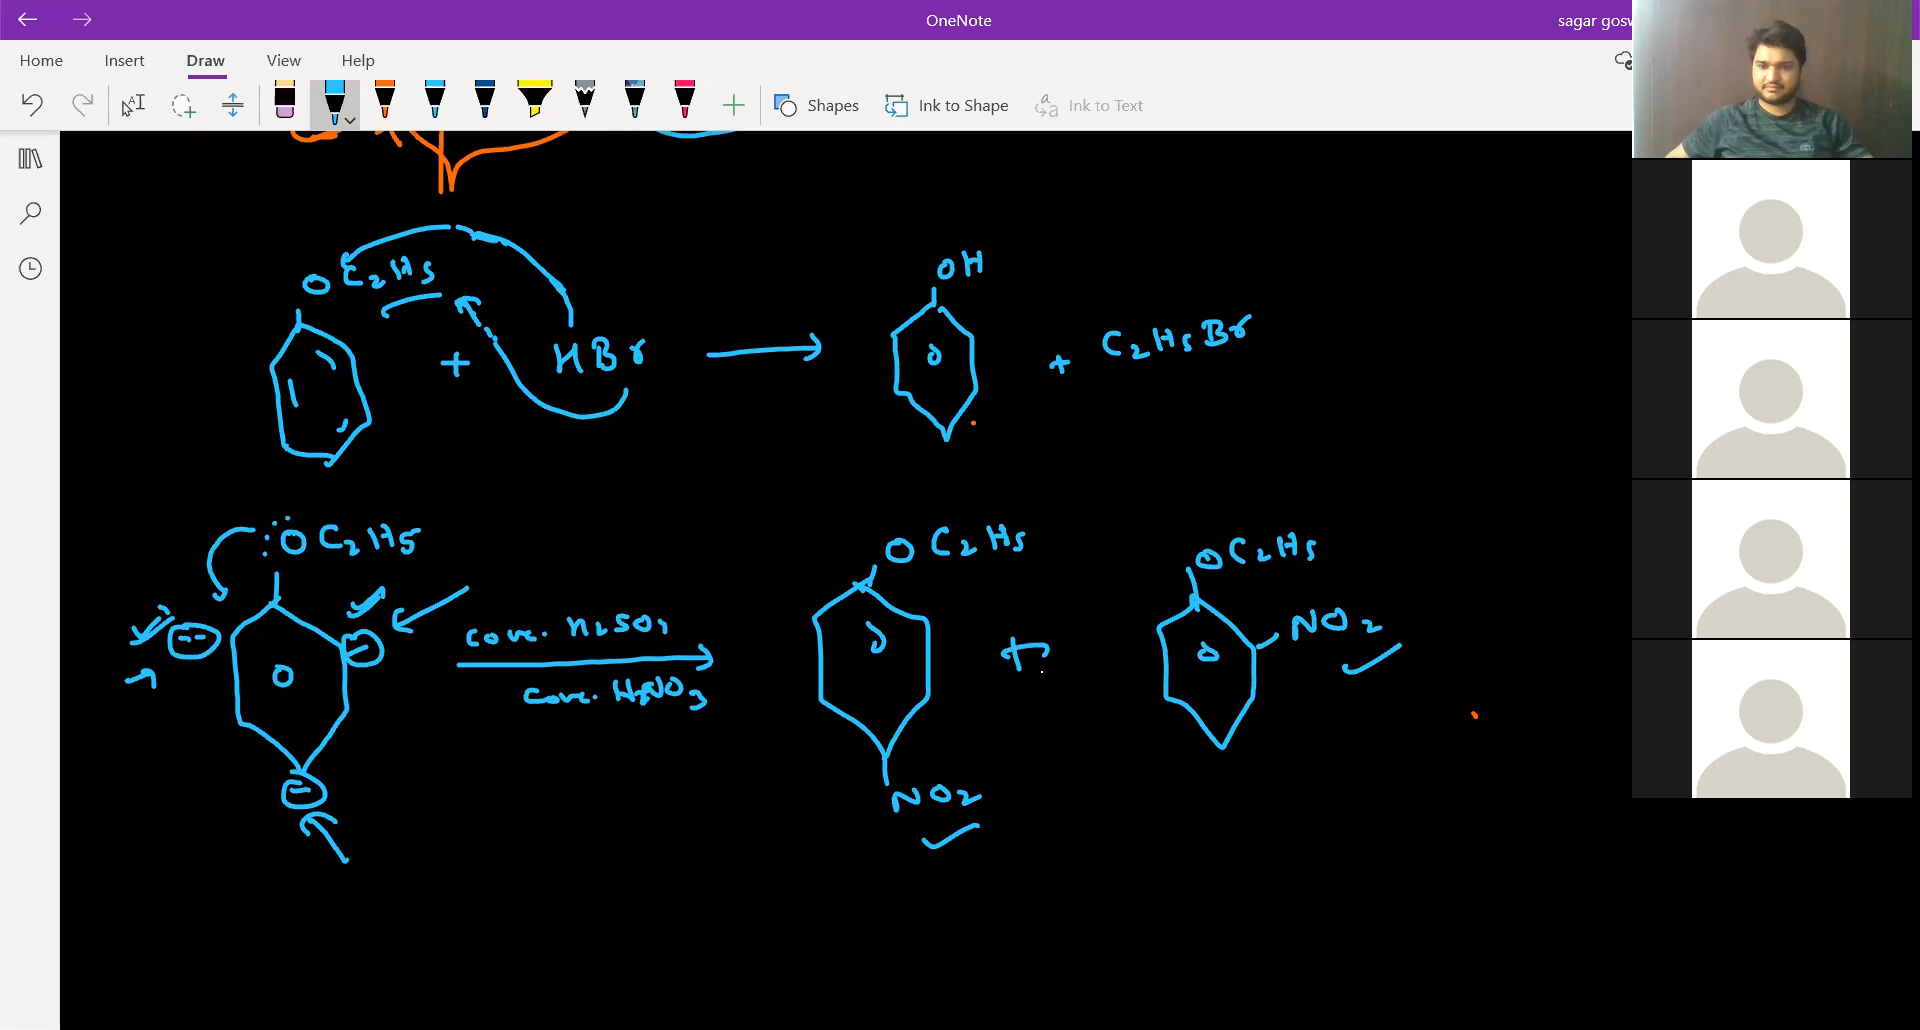 OneNote
sagar gosw
Home Insert Draw View Help
Shapes Ink to Shape Ink to Text
OC₂H₅
+ HBr
OH
+ C₂H₅Br
:OC₂H₅
conc. H₂SO₄
conc. HNO₃
OC₂H₅
NO₂
+
OC₂H₅
NO₂